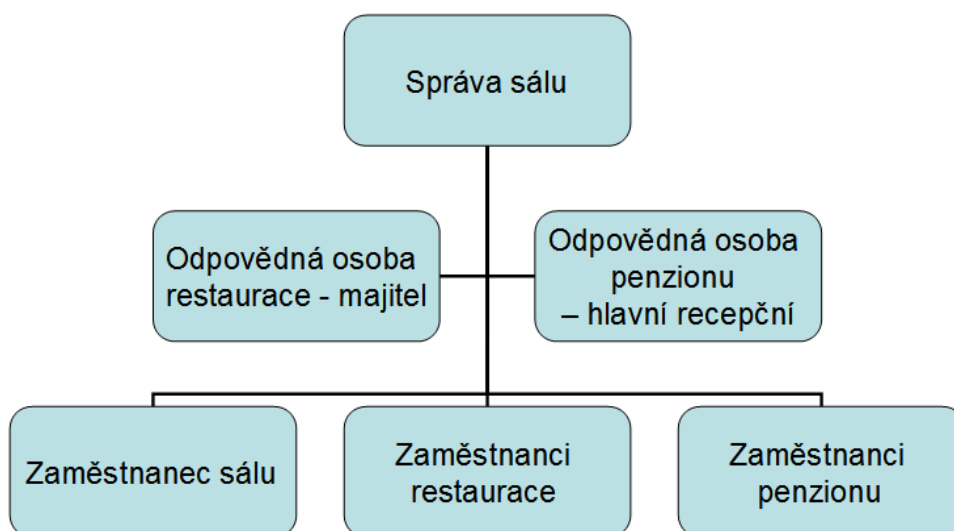 Správa sálu
Odpovědná osoba
restaurace - majitel
Odpovědná osoba
penzionu
– hlavní recepční
Zaměstnanec sálu
Zaměstnanci
restaurace
Zaměstnanci
penzionu